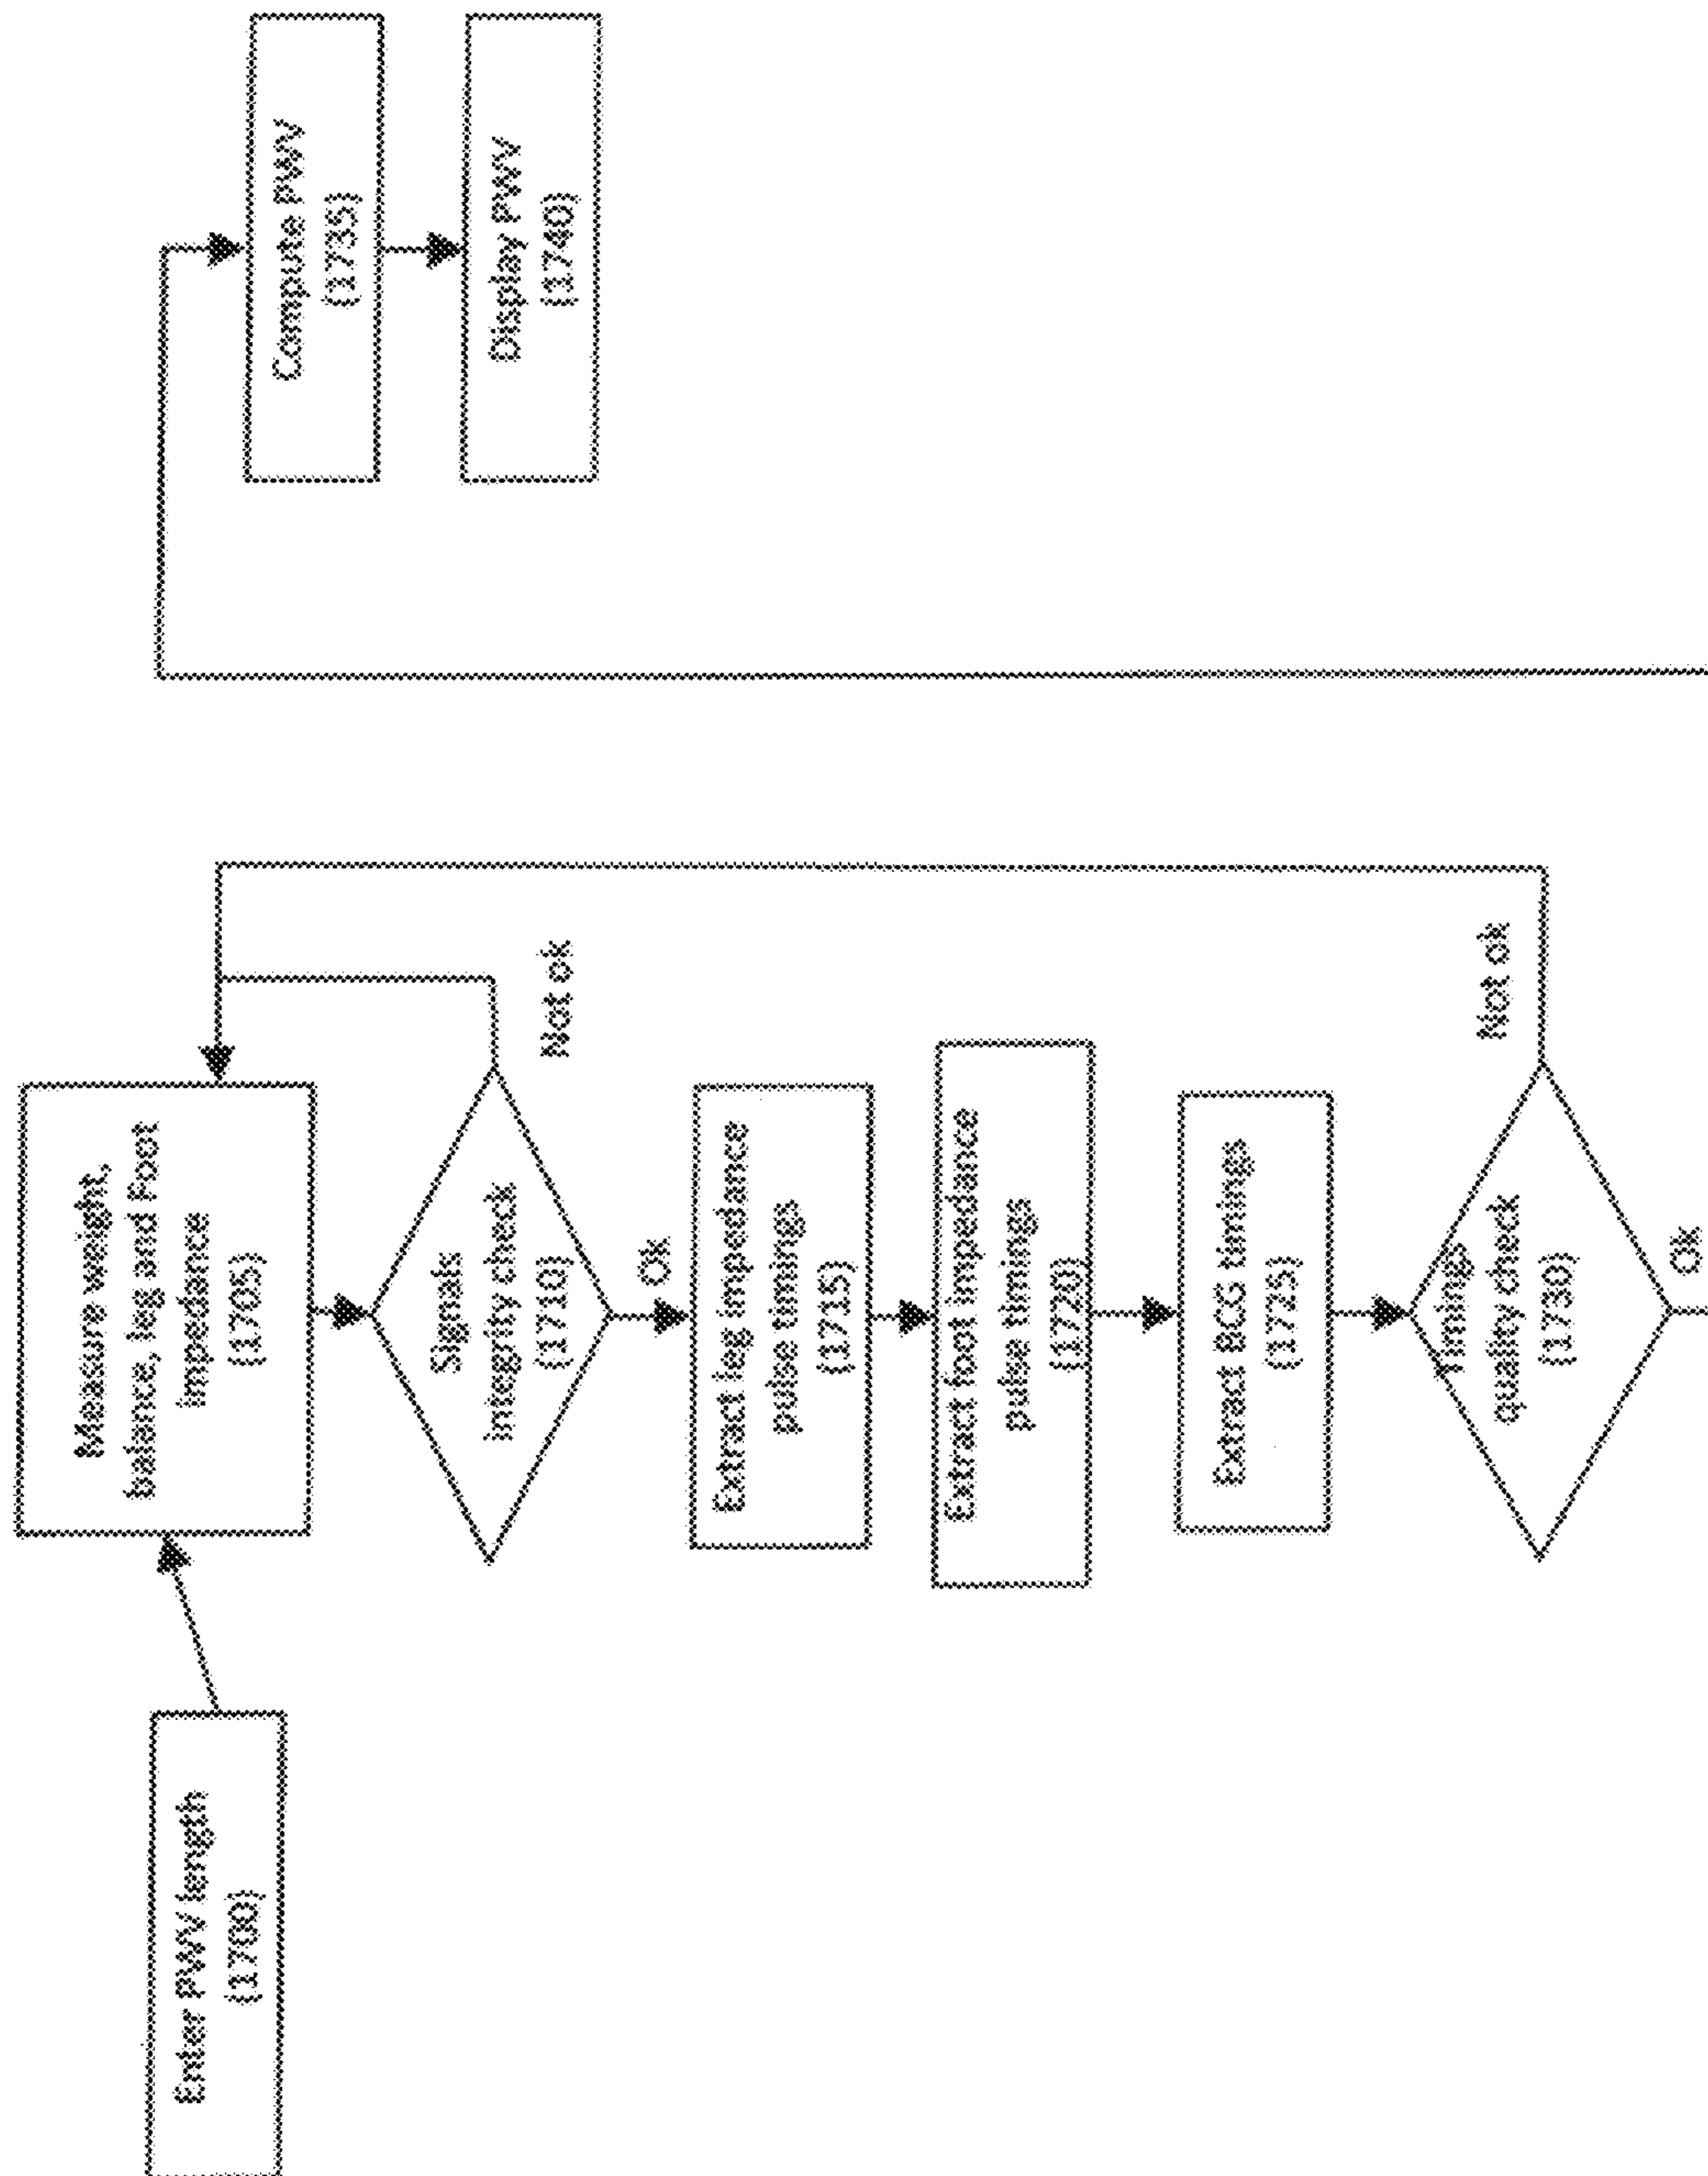 Enter PWV length
(1700)
Measure weight,
balance, leg and Foot
impedance
(1705)
Signals
integrity check
(1710)
Not ok
Ok
Extract leg impedance
pulse timings
(1715)
Extract foot impedance
pulse timings
(1720)
Extract BCG timings
(1725)
Timings
quality check
(1730)
Not ok
Ok
Compute PWV
(1735)
Display PWV
(1740)